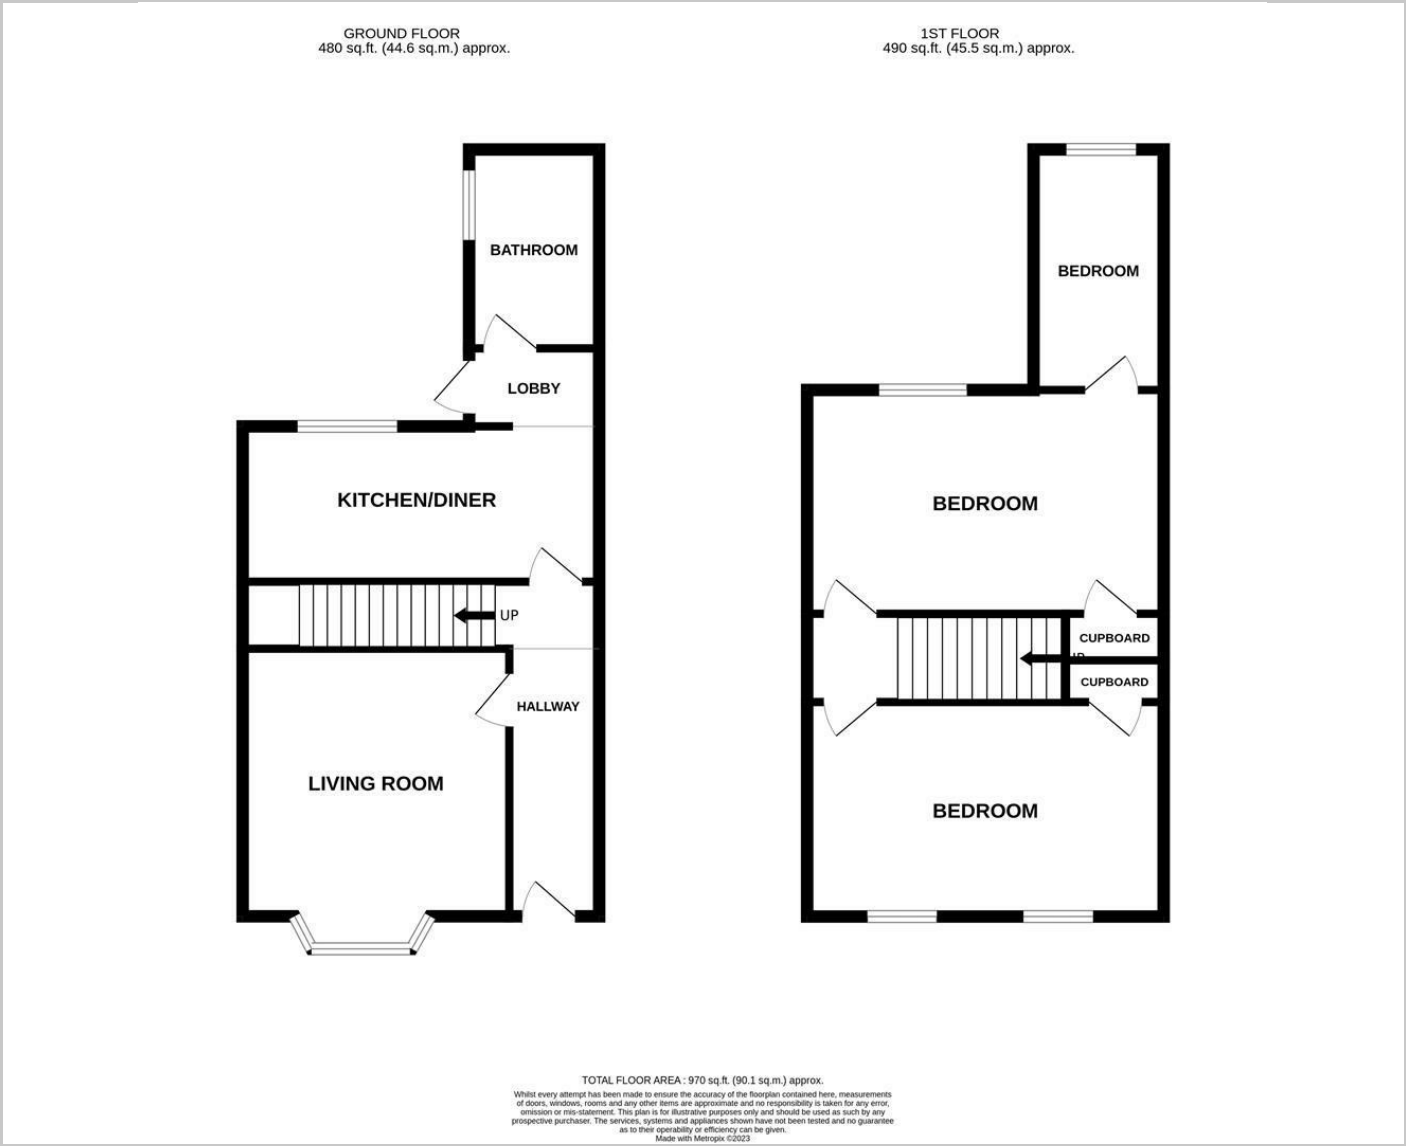 GROUND FLOOR
480 sq.ft. (44.6 sq.m.) approx.
1ST FLOOR
490 sq.ft. (45.5 sq.m.) approx.
BATHROOM
LOBBY
KITCHEN/DINER
UP
HALLWAY
LIVING ROOM
BEDROOM
BEDROOM
CUPBOARD
UP
CUPBOARD
BEDROOM
TOTAL FLOOR AREA : 970 sq.ft. (90.1 sq.m.) approx.
Whilst every attempt has been made to ensure the accuracy of the floorplan contained here, measurements
of doors, windows, rooms and any other items are approximate and no responsibility is taken for any error,
omission or mis-statement. This plan is for illustrative purposes only and should be used as such by any
prospective purchaser. The services, systems and appliances shown have not been tested and no guarantee
as to their operability or efficiency can be given.
Made with Metropix ©2023